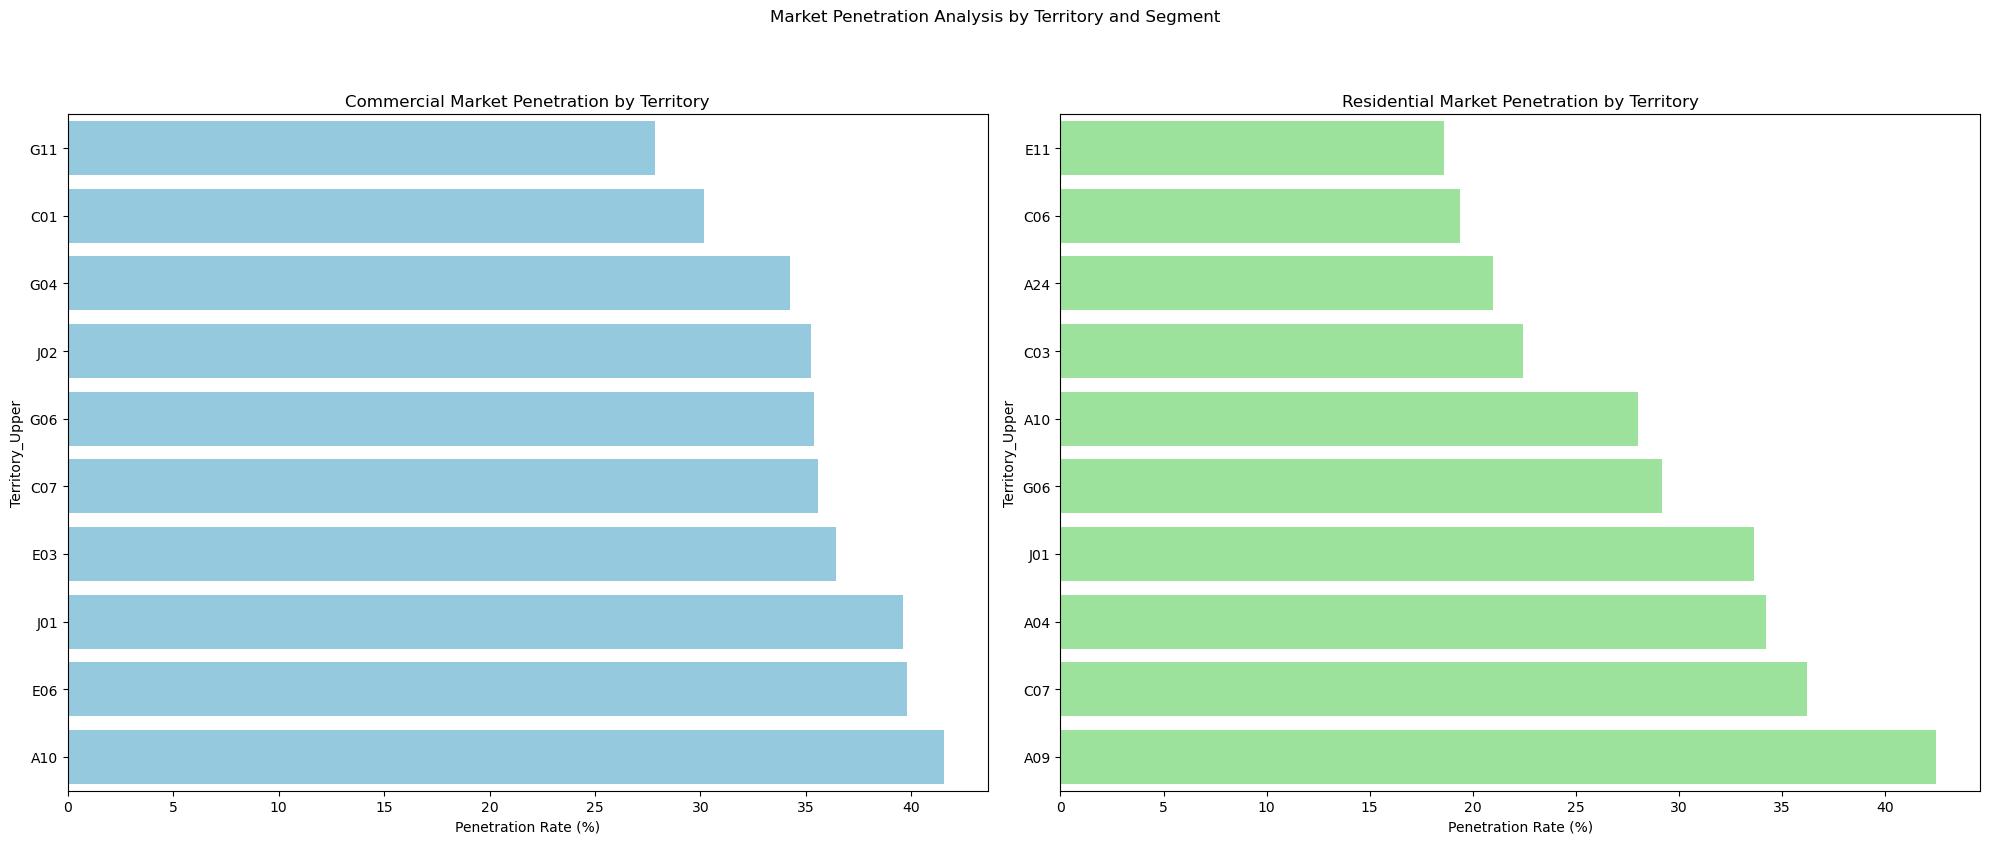 Market Penetration Analysis by Territory and Segment
Commercial Market Penetration by Territory
Territory_Upper
G11
C01
G04
J02
G06
C07
E03
J01
E06
A10
0 5 10 15 20 25 30 35 40
Penetration Rate (%)
Residential Market Penetration by Territory
Territory_Upper
E11
C06
A24
C03
A10
G06
J01
A04
C07
A09
0 5 10 15 20 25 30 35 40
Penetration Rate (%)